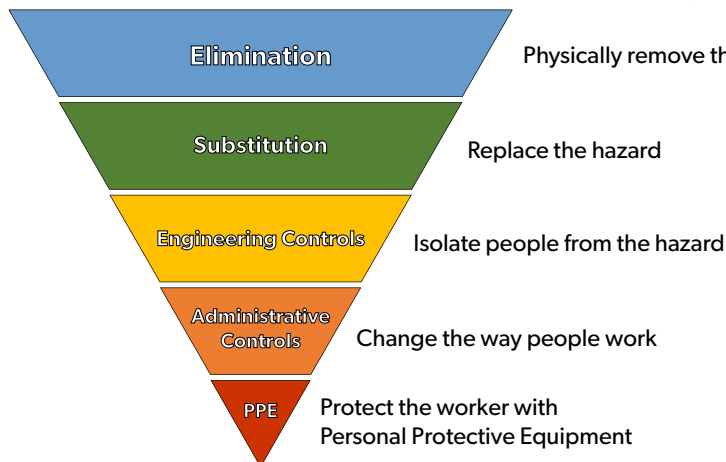 Elimination
Physically remove th
Substitution
Replace the hazard
Engineering Controls
Isolate people from the hazard
Administrative
Controls
Change the way people work
PPE
Protect the worker with
Personal Protective Equipment